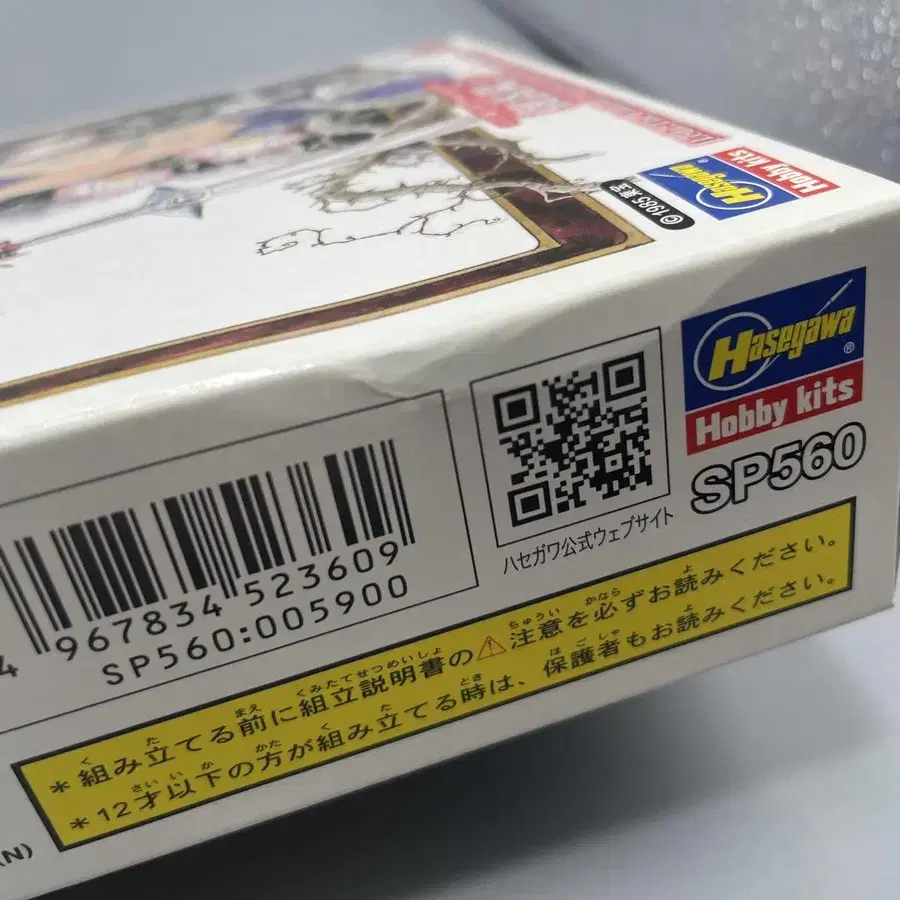 Hobby kits
Hasegawa
©1985 東宝
Hasegawa®
Hobby kits
SP560
ハセガワ公式ウェブサイト
4 967834 523609
SP560:005900
*組み立てる前に組立説明書の⚠注意を必ずお読みください。
*12才以下の方が組み立てる時は、保護者もお読みください。
(N)